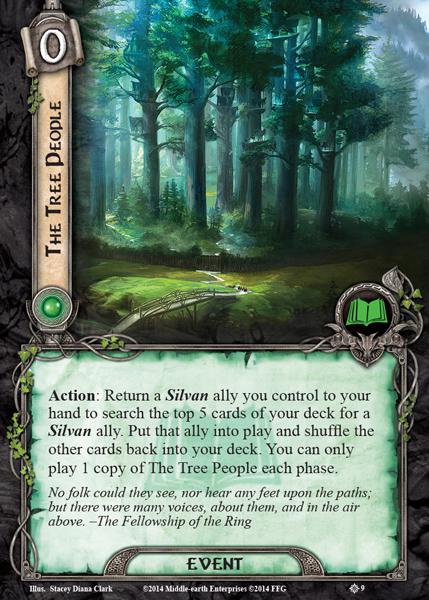 0
THE TREE PEOPLE
Action: Return a Silvan ally you control to your
hand to search the top 5 cards of your deck for a
Silvan ally. Put that ally into play and shuffle the
other cards back into your deck. You can only
play 1 copy of The Tree People each phase.
No folk could they see, nor hear any feet upon the paths;
but there were many voices, about them, and in the air
above. –The Fellowship of the Ring
EVENT
Illus. Stacey Diana Clark ©2014 Middle-earth Enterprises ©2014 FFG 9